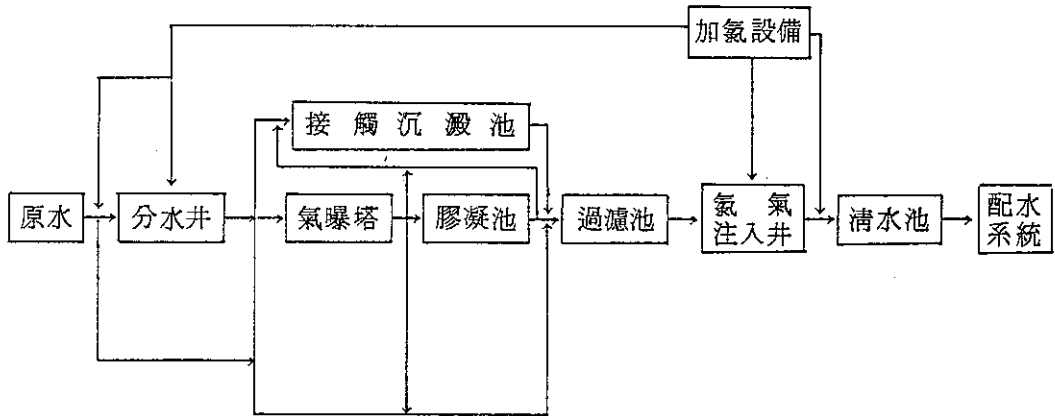 加氯設備
接觸沉澱池
原水
分水井
氣曝塔
膠凝池
過濾池
氯氣
注入井
清水池
配水
系統